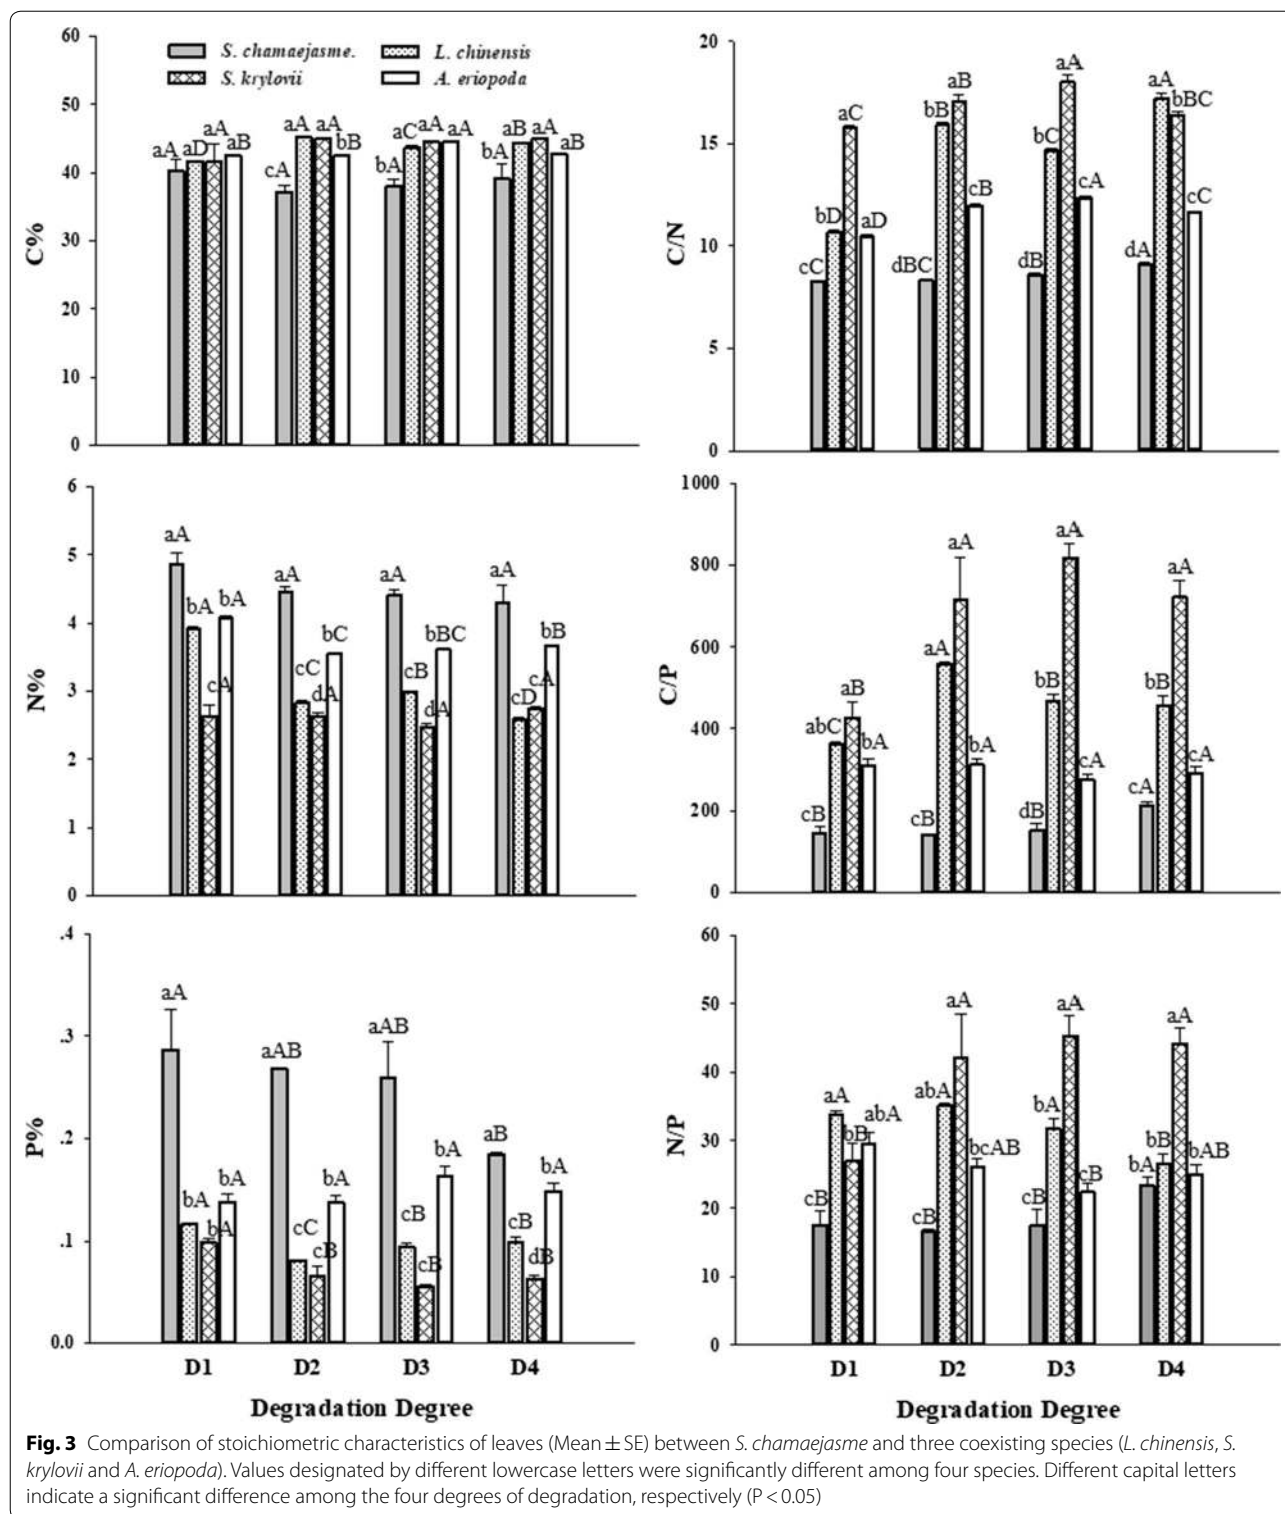 60
50
40
30
20
10
0
C%
S. chamaejasme.
L. chinensis
S. krylovii
A. eriopoda
aA aD aA aB
cA aA aA bB
bA aC aA aA
bA aB aA aB
20
15
10
5
0
C/N
cC bD aC aD
dBC bB aB cB
dB bC aA cA
dA aA bBC cC
6
5
4
3
2
1
0
N%
aA bA cA bA
aA cC dA bC
aA cB dA bBC
aA cD cA bB
1000
800
600
400
200
0
C/P
cB abC aB bA
cB aA aA bA
dB bB aA cA
cA bB aA cA
.4
.3
.2
.1
0.0
P%
aA bA bA bA
aAB cC cB bA
aAB cB cB bA
aB cB dB bA
D1 D2 D3 D4
Degradation Degree
60
50
40
30
20
10
0
N/P
cB aA bB abA
cB abA aA bcAB
cB bA aA cB
bA bB aA bAB
D1 D2 D3 D4
Degradation Degree
Fig. 3 Comparison of stoichiometric characteristics of leaves (Mean ± SE) between S. chamaejasme and three coexisting species (L. chinensis, S.
krylovii and A. eriopoda). Values designated by different lowercase letters were significantly different among four species. Different capital letters
indicate a significant difference among the four degrees of degradation, respectively (P < 0.05)